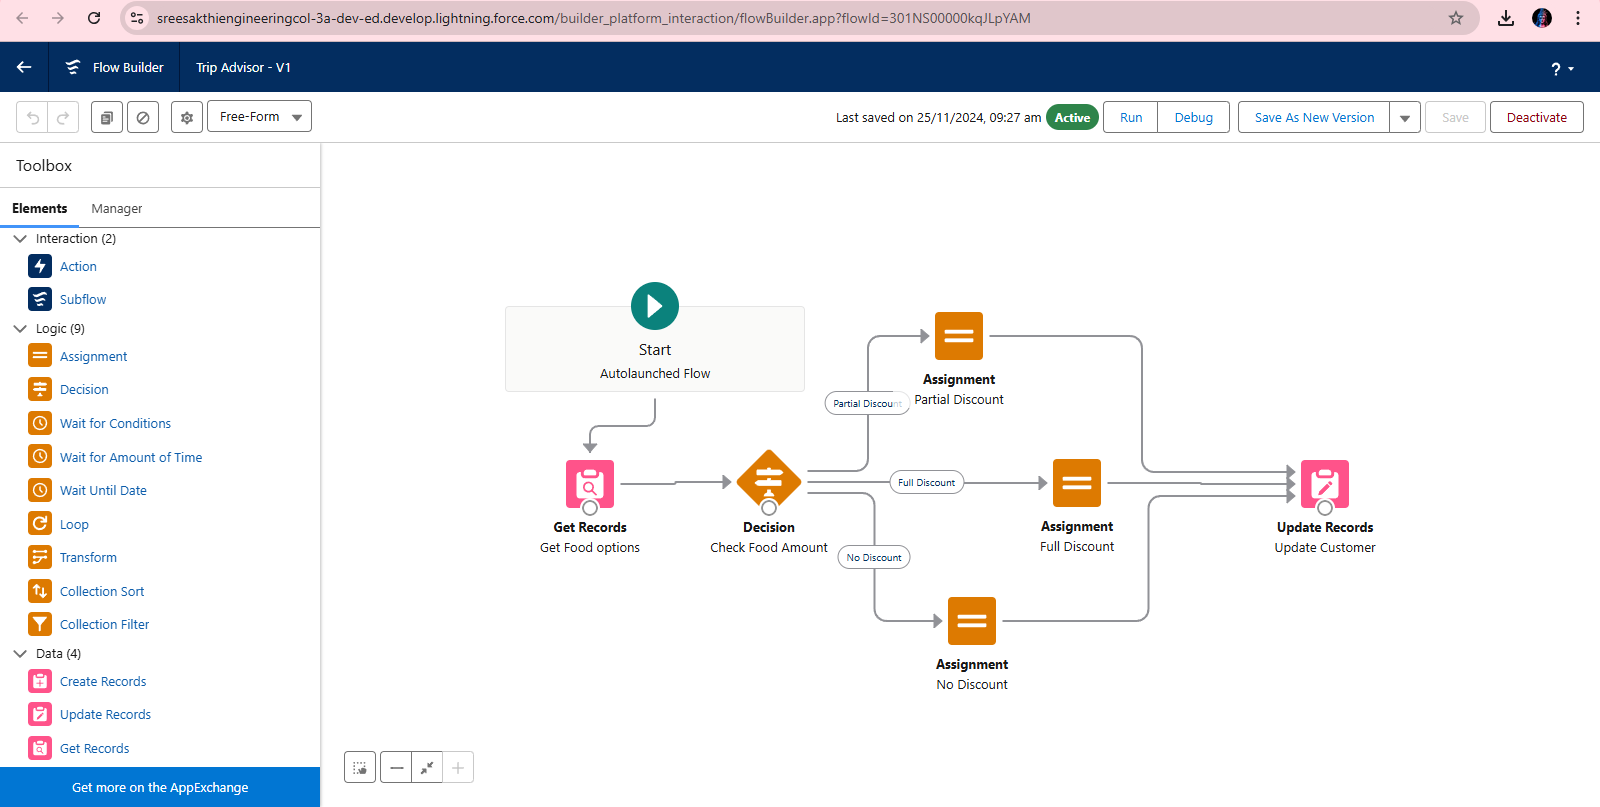 sreesakthiengineeringcol-3a-dev-ed.develop.lightning.force.com/builder_platform_interaction/flowBuilder.app?flowId=301NS00000kqJLpYAM
Flow Builder
Trip Advisor - V1
?
Free-Form
Last saved on 25/11/2024, 09:27 am
Active
Run
Debug
Save As New Version
Save
Deactivate
Toolbox
Elements
Manager
Interaction (2)
Action
Subflow
Logic (9)
Assignment
Decision
Wait for Conditions
Wait for Amount of Time
Wait Until Date
Loop
Transform
Collection Sort
Collection Filter
Data (4)
Create Records
Update Records
Get Records
Get more on the AppExchange
Start
Autolaunched Flow
Get Records
Get Food options
Decision
Check Food Amount
Partial Discount
Full Discount
No Discount
Assignment
Partial Discount
Assignment
Full Discount
Assignment
No Discount
Update Records
Update Customer